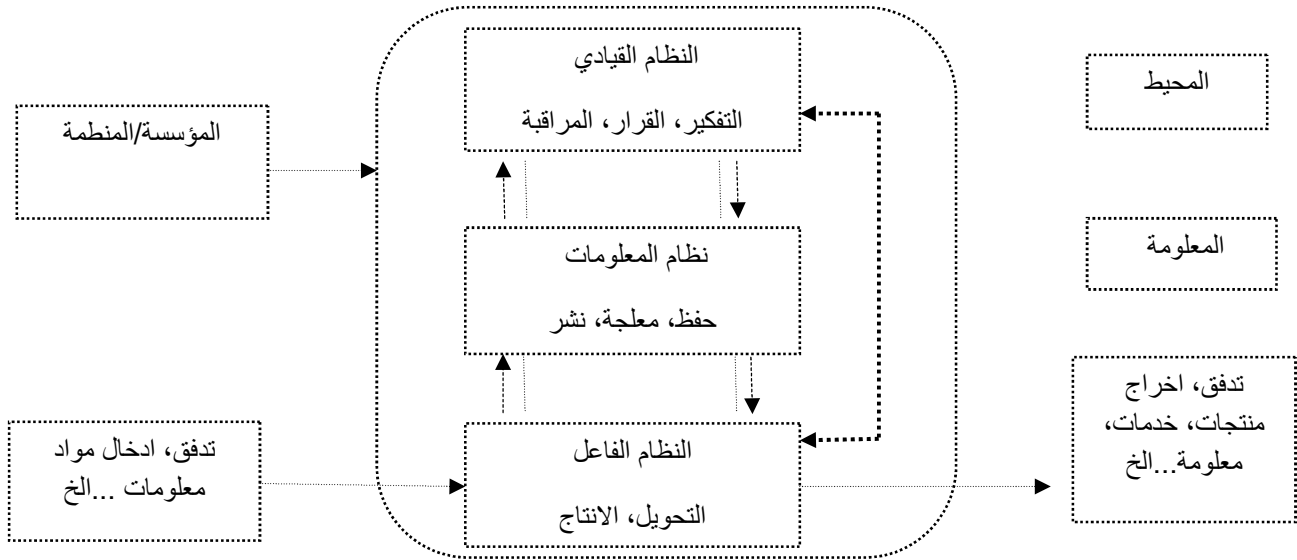 النظام القيادي
التفكير، القرار، المراقبة
المحيط
المؤسسة/المنطمة
نظام المعلومات
حفظ، معلجة، نشر
المعلومة
تدفق، ادخال مواد
معلومات ...الخ
النظام الفاعل
التحويل، الانتاج
تدفق، اخراج
منتجات، خدمات،
معلومة...الخ